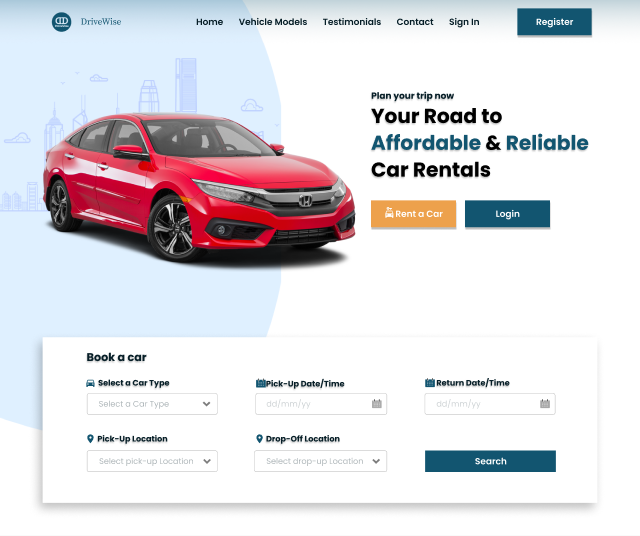 DriveWise
Home Vehicle Models Testimonials Contact Sign In Register
Plan your trip now
Your Road to
Affordable & Reliable
Car Rentals
Rent a Car Login
Book a car
Select a Car Type Pick-Up Date/Time Return Date/Time
Select a Car Type dd/mm/yy dd/mm/yy
Pick-Up Location Drop-Off Location
Select pick-up Location Select drop-up Location Search